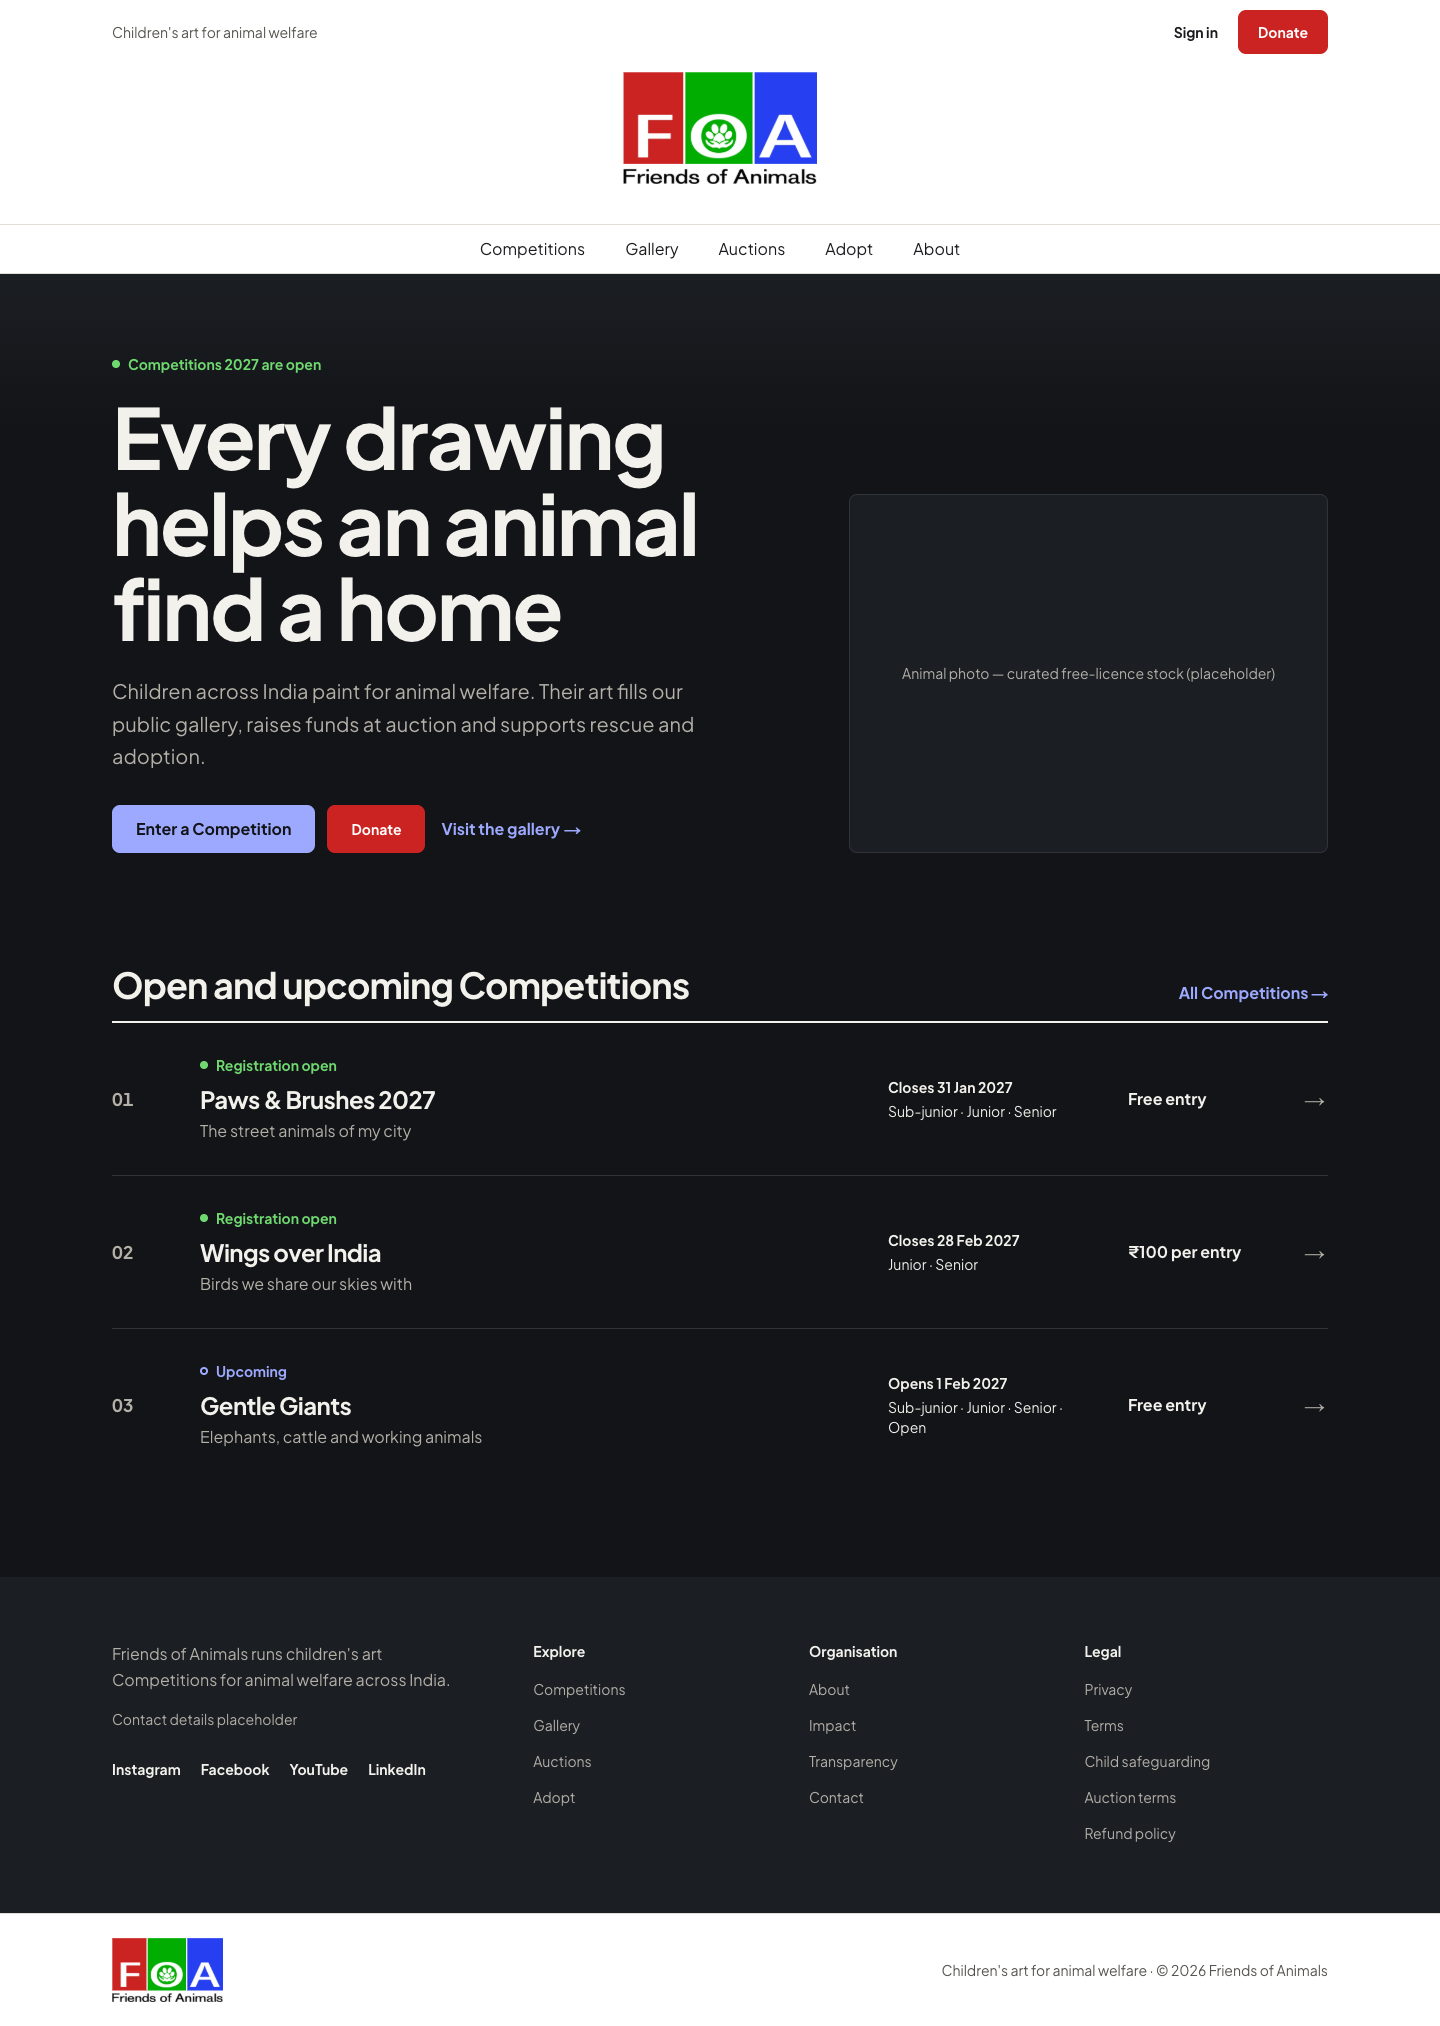 Children's art for animal welfare
Sign in
Donate
FOA
Friends of Animals
Competitions
Gallery
Auctions
Adopt
About
Competitions 2027 are open
Every drawing
helps an animal
find a home
Children across India paint for animal welfare. Their art fills our
public gallery, raises funds at auction and supports rescue and
adoption.
Enter a Competition
Donate
Visit the gallery →
Animal photo — curated free-licence stock (placeholder)
Open and upcoming Competitions
All Competitions →
01
Registration open
Paws & Brushes 2027
The street animals of my city
Closes 31 Jan 2027
Sub-junior · Junior · Senior
Free entry
→
02
Registration open
Wings over India
Birds we share our skies with
Closes 28 Feb 2027
Junior · Senior
₹100 per entry
→
03
Upcoming
Gentle Giants
Elephants, cattle and working animals
Opens 1 Feb 2027
Sub-junior · Junior · Senior ·
Open
Free entry
→
Friends of Animals runs children's art
Competitions for animal welfare across India.
Contact details placeholder
Instagram
Facebook
YouTube
LinkedIn
Explore
Competitions
Gallery
Auctions
Adopt
Organisation
About
Impact
Transparency
Contact
Legal
Privacy
Terms
Child safeguarding
Auction terms
Refund policy
FOA
Friends of Animals
Children's art for animal welfare · © 2026 Friends of Animals